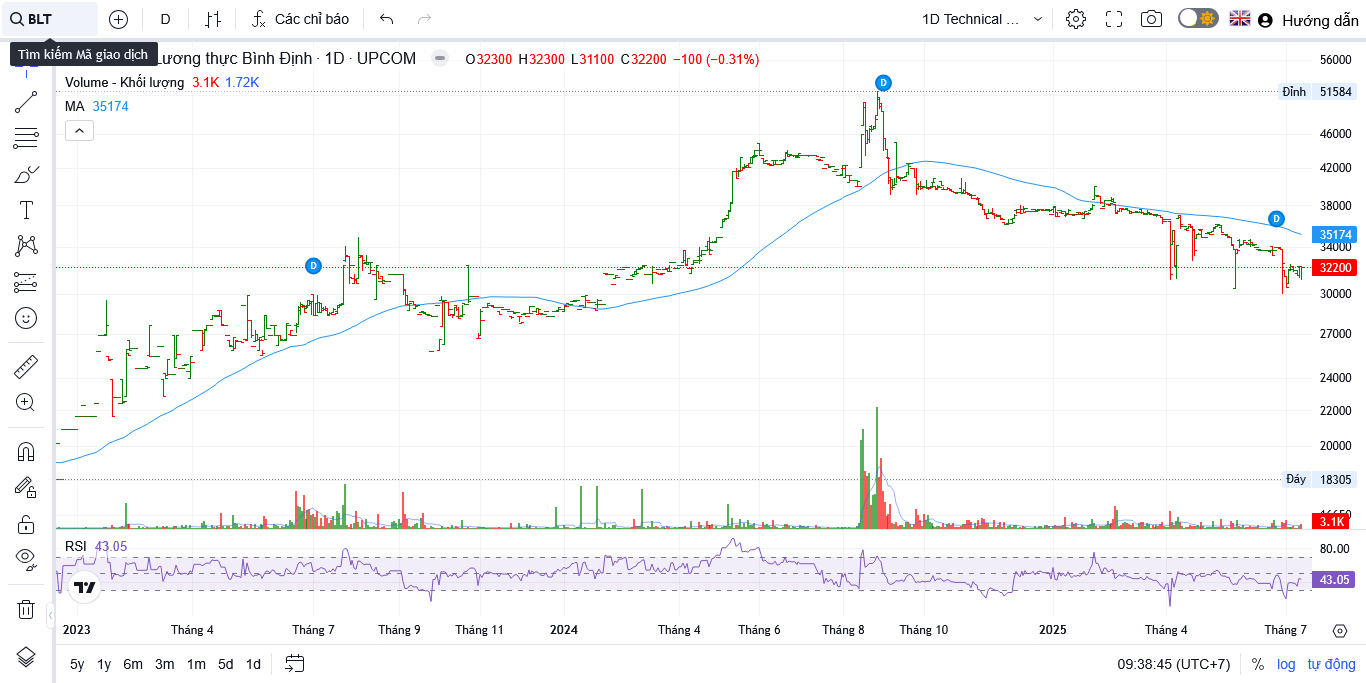 BLT D Các chỉ báo 1D Technical ... Hướng dẫn
Tìm kiếm Mã giao dịch
Lương thực Bình Định · 1D · UPCOM O32300 H32300 L31100 C32200 −100 (−0.31%)
Volume - Khối lượng 3.1K 1.72K
MA 35174
D
D
D
56000
Đỉnh 51584
46000
42000
38000
35174
34000
32200
30000
27000
24000
22000
20000
Đáy 18305
3.1K
RSI 43.05
80.00
43.05
2023 Tháng 4 Tháng 7 Tháng 9 Tháng 11 2024 Tháng 4 Tháng 6 Tháng 8 Tháng 10 2025 Tháng 4 Tháng 7
5y 1y 6m 3m 1m 5d 1d 09:38:45 (UTC+7) % log tự động